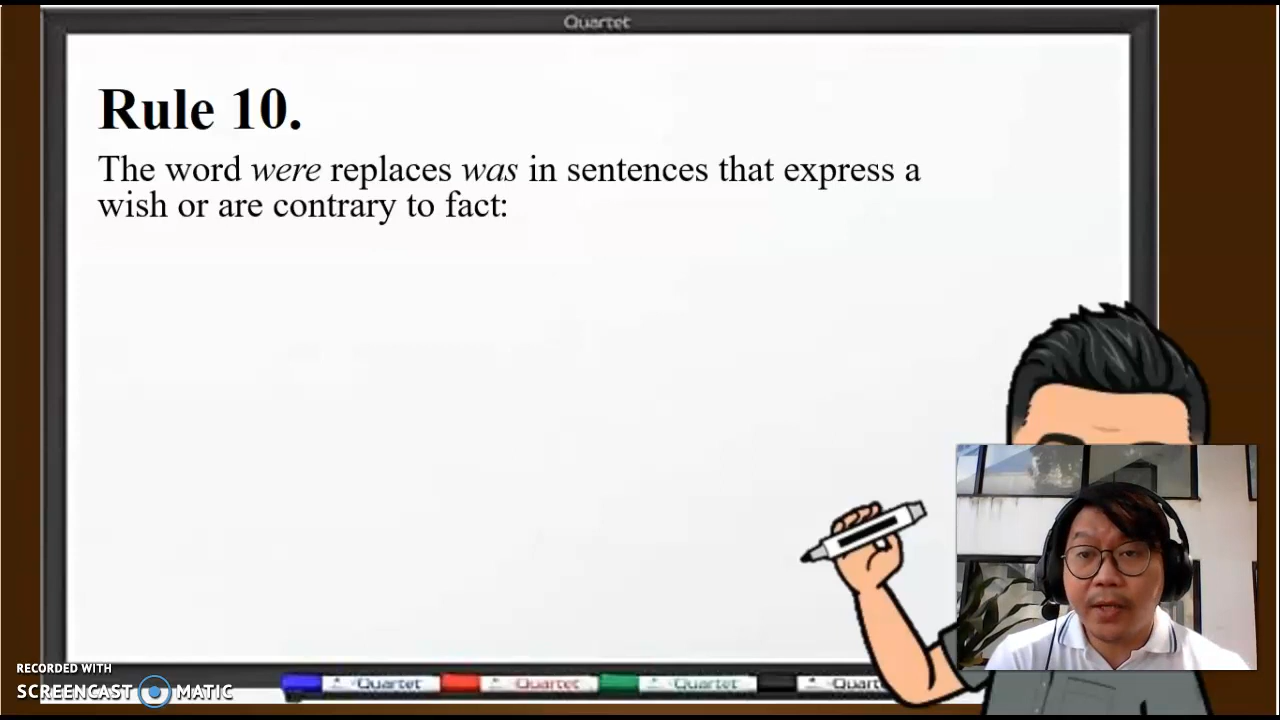 Quartet
Rule 10.
The word were replaces was in sentences that express a
wish or are contrary to fact:
RECORDED WITH
SCREENCAST MATIC
Quartet Quartet Quartet Quart